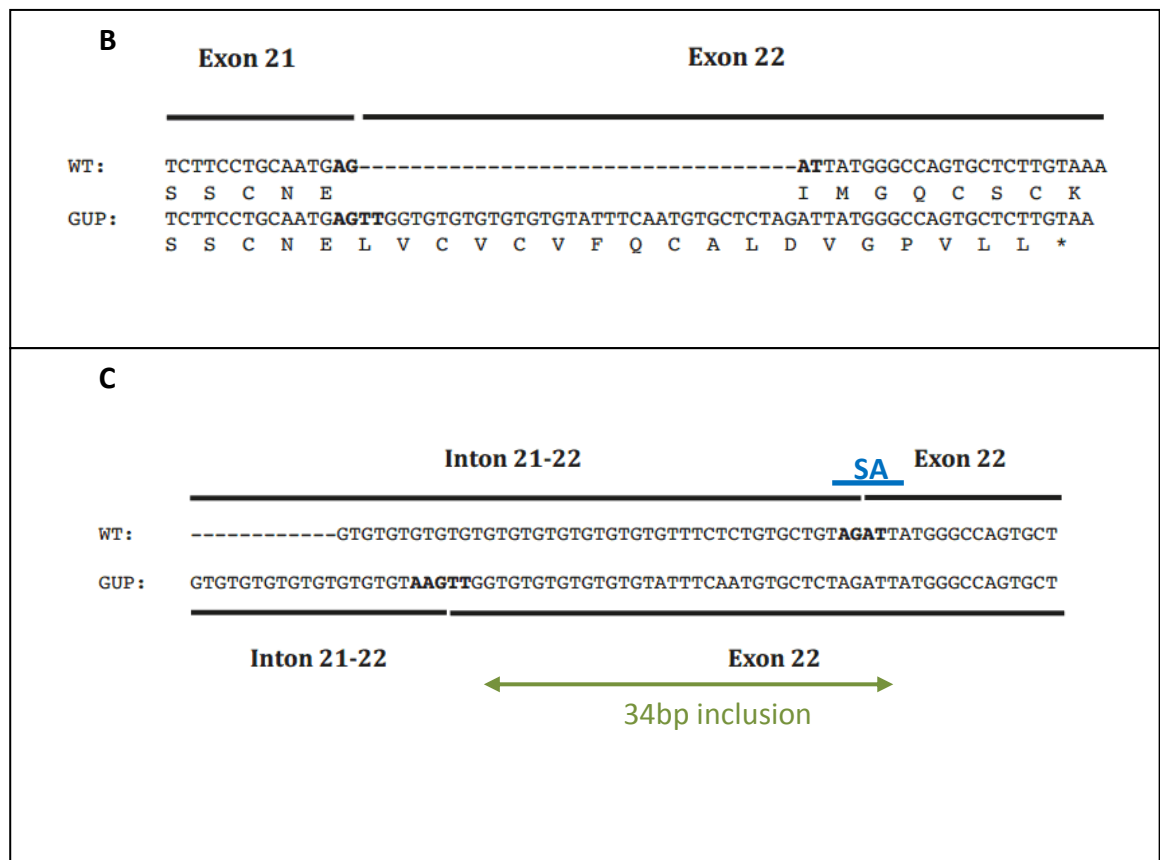 B
Exon 21 Exon 22
WT: TCTTCCTGCAATGAG----------------------------------ATTATGGGCCAGTGCTCTTGTAAA
S S C N E I M G Q C S C K
GUP: TCTTCCTGCAATGAGTTGGTGTGTGTGTGTGTATTTCAATGTGCTCTAGATTATGGGCCAGTGCTCTTGTAA
S S C N E L V C V C V F Q C A L D V G P V L L *
C
Inton 21-22 SA Exon 22
WT: ------------GTGTGTGTGTGTGTGTGTGTGTGTGTGTTTCTCTGTGCTGTAGATTATGGGCCAGTGCT
GUP: GTGTGTGTGTGTGTGTGTAAGTTGGTGTGTGTGTGTGTATTTCAATGTGCTCTAGATTATGGGCCAGTGCT
Inton 21-22 Exon 22
34bp inclusion